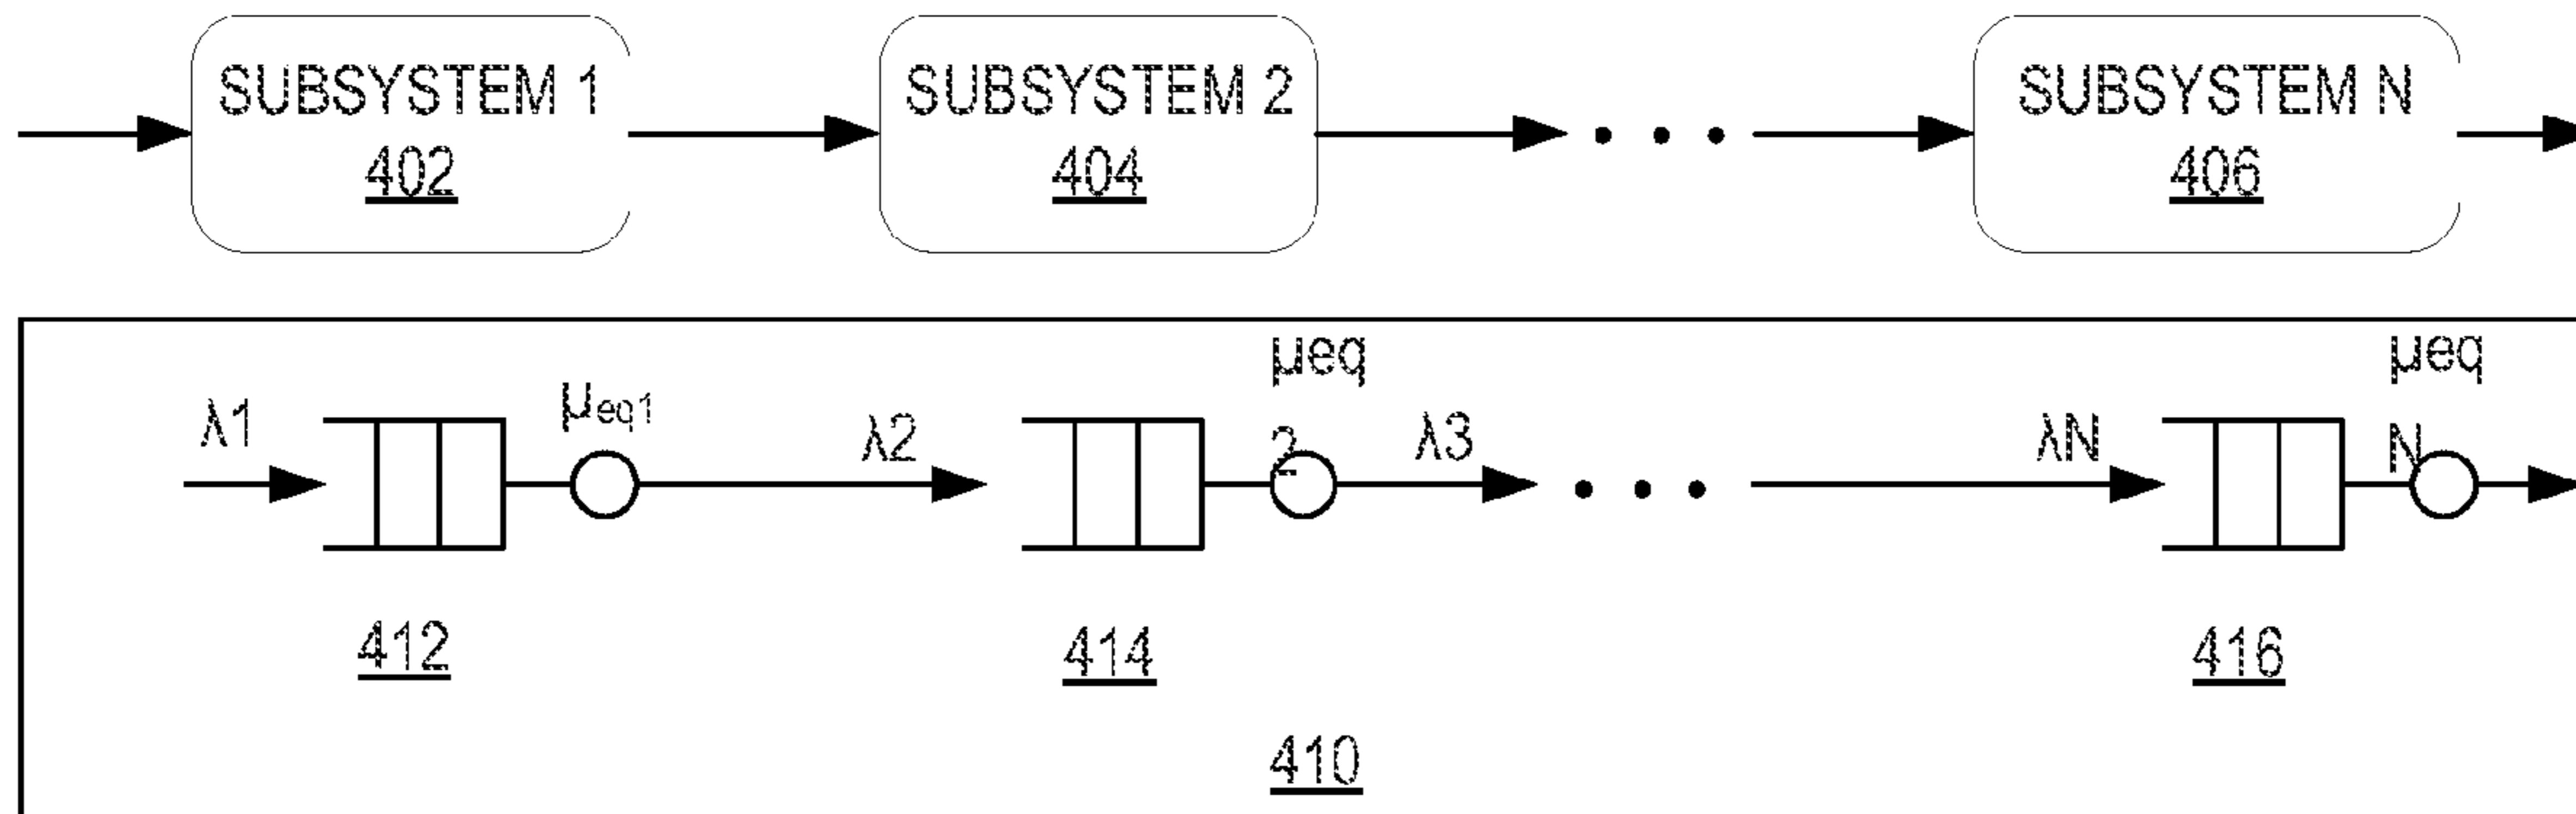 SUBSYSTEM 1
402
SUBSYSTEM 2
404
SUBSYSTEM N
406
λ1
μeq1
λ2
μeq
2
λ3
λN
μeq
N
412
414
416
410